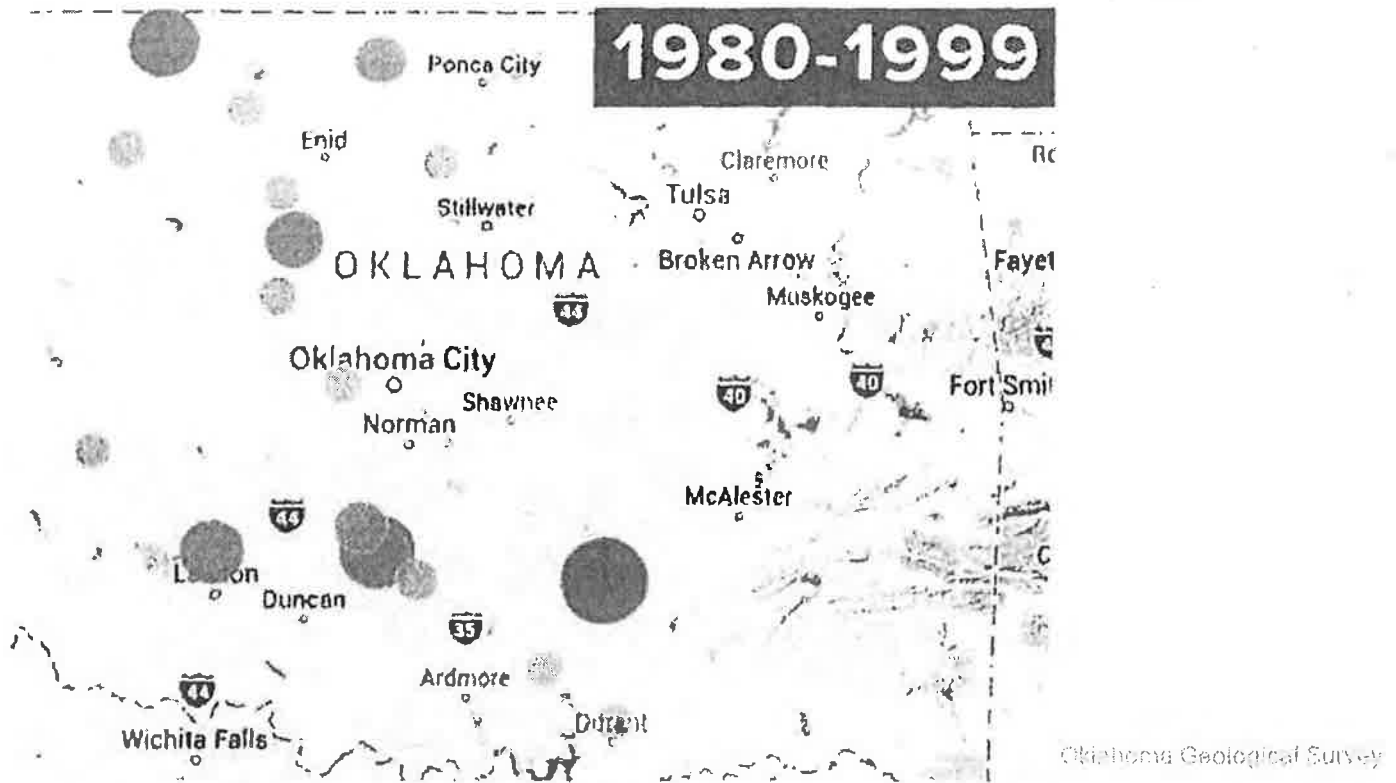 1980-1999
Ponca City
Enid
Claremore
Tulsa
Stillwater
OKLAHOMA
Broken Arrow
Fayet
Muskogee
44
Oklahoma City
40
40
Fort Smi
Shawnee
Norman
McAlester
44
Duncan
35
Ardmore
44
Wichita Falls
Oklahoma Geological Survey